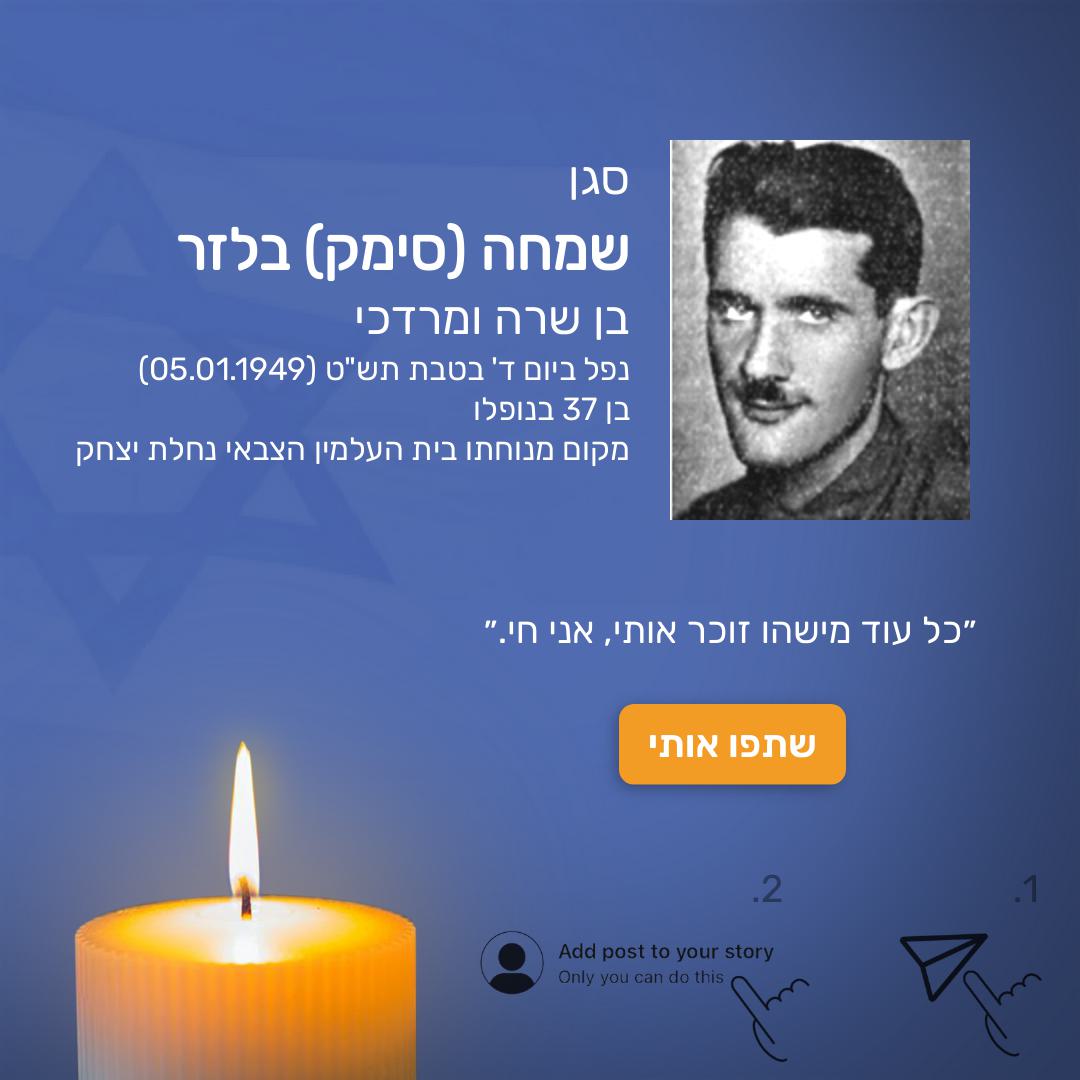 סגן
שמחה (סימק) בלזר
בן שרה ומרדכי
נפל ביום ד' בטבת תש"ט (05.01.1949)
בן 37 בנופלו
מקום מנוחתו בית העלמין הצבאי נחלת יצחק
״כל עוד מישהו זוכר אותי, אני חי.״
שתפו אותי
1.
2.
Add post to your story
Only you can do this